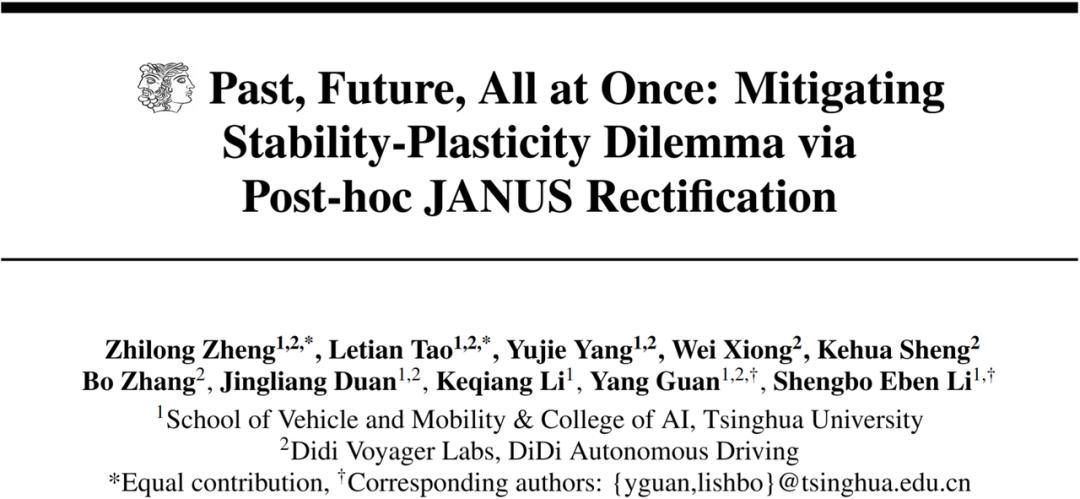 Past, Future, All at Once: Mitigating
Stability-Plasticity Dilemma via
Post-hoc JANUS Rectification
Zhilong Zheng1,2,*, Letian Tao1,2,*, Yujie Yang1,2, Wei Xiong2, Kehua Sheng2
Bo Zhang2, Jingliang Duan1,2, Keqiang Li1, Yang Guan1,2,†, Shengbo Eben Li1,†
1School of Vehicle and Mobility & College of AI, Tsinghua University
2Didi Voyager Labs, DiDi Autonomous Driving
*Equal contribution, †Corresponding authors: {yguan,lishbo}@tsinghua.edu.cn